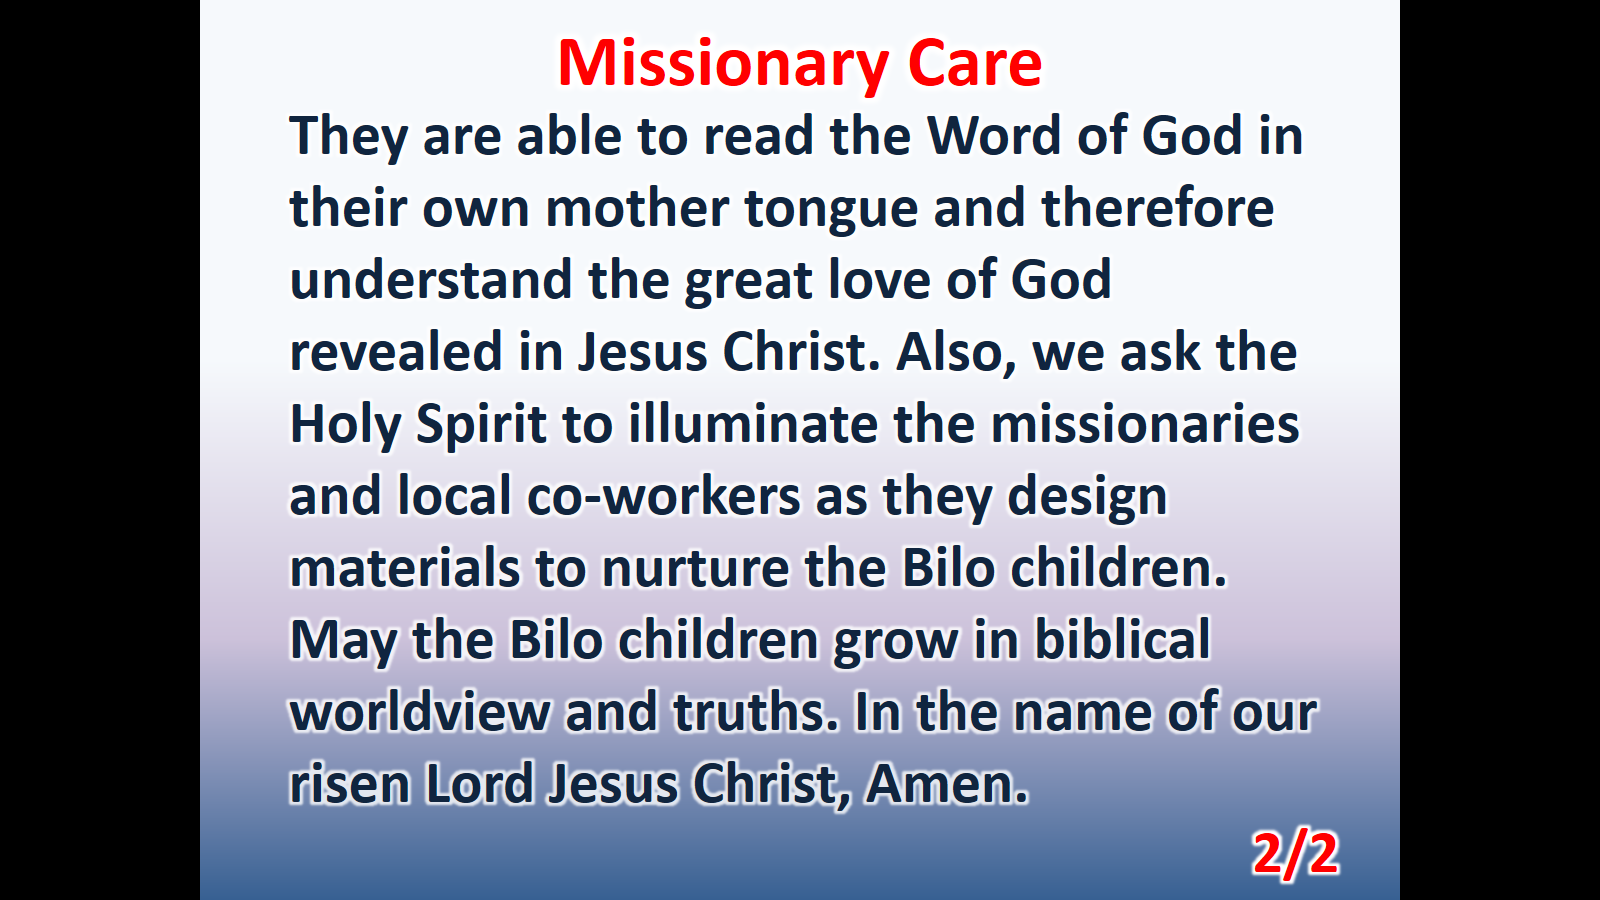 Missionary Care
They are able to read the Word of God in
their own mother tongue and therefore
understand the great love of God
revealed in Jesus Christ. Also, we ask the
Holy Spirit to illuminate the missionaries
and local co-workers as they design
materials to nurture the Bilo children.
May the Bilo children grow in biblical
worldview and truths. In the name of our
risen Lord Jesus Christ, Amen.
2/2